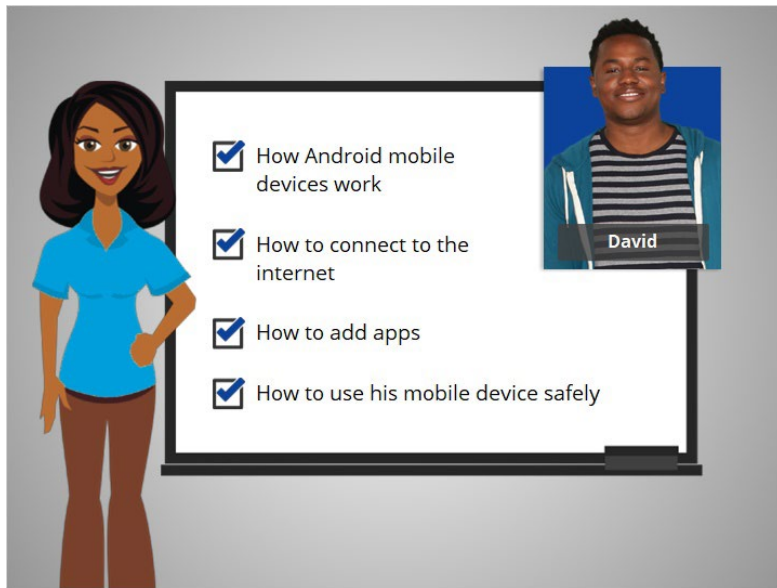 How Android mobile
devices work
How to connect to the
internet
How to add apps
How to use his mobile device safely
David